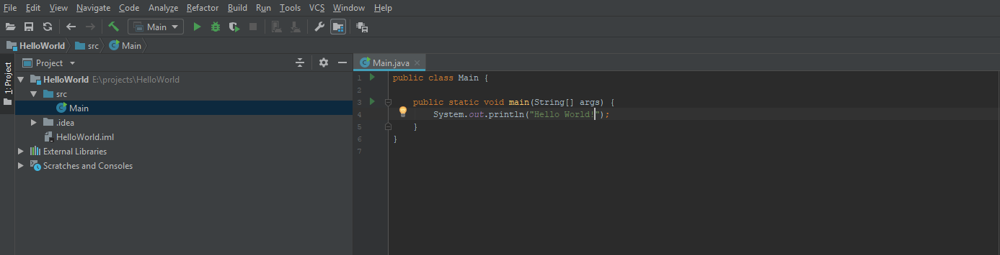 File Edit View Navigate Code Analyze Refactor Build Run Tools VCS Window Help
Main
HelloWorld src Main
1: Project
Project
HelloWorld E:\projects\HelloWorld
src
Main
.idea
HelloWorld.iml
External Libraries
Scratches and Consoles
Main.java
1 public class Main {
2
3 public static void main(String[] args) {
4 System.out.println("Hello World!");
5 }
6 }
7